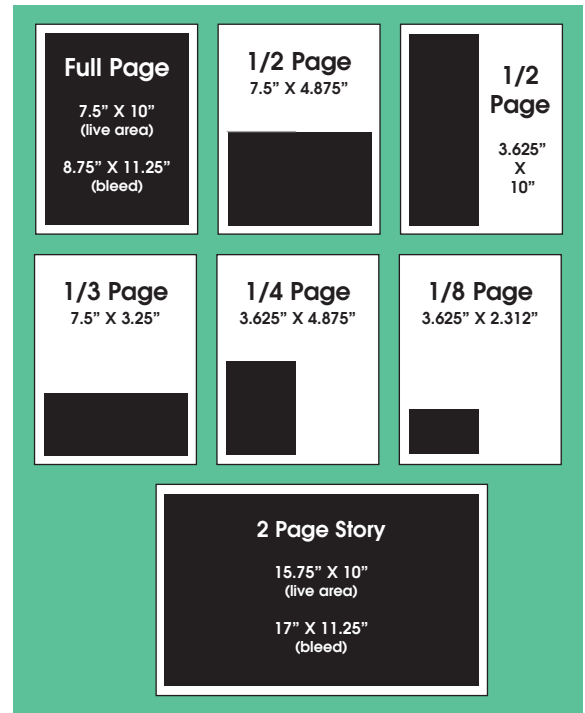 Full Page
7.5” X 10”
(live area)
8.75” X 11.25”
(bleed)
1/2 Page
7.5” X 4.875”
1/2
Page
3.625”
X
10”
1/3 Page
7.5” X 3.25”
1/4 Page
3.625” X 4.875”
1/8 Page
3.625” X 2.312”
2 Page Story
15.75” X 10”
(live area)
17” X 11.25”
(bleed)